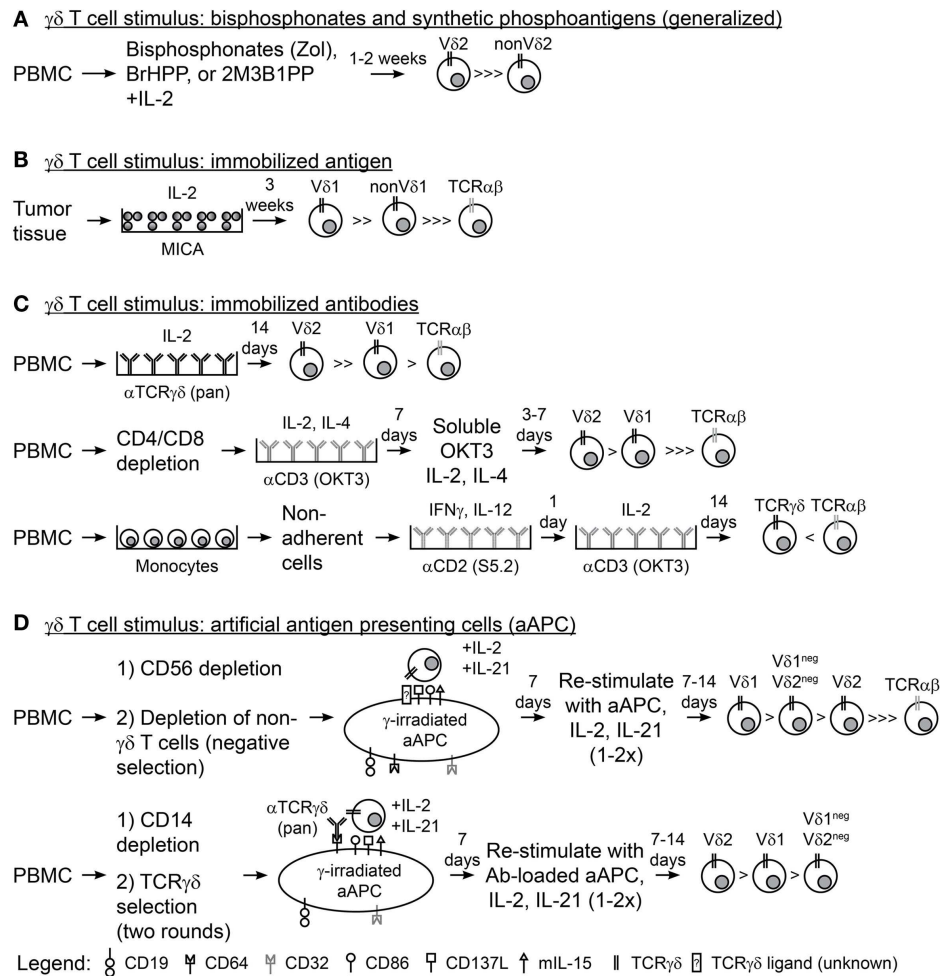 A γδ T cell stimulus: bisphosphonates and synthetic phosphoantigens (generalized)
PBMC
Bisphosphonates (Zol),
BrHPP, or 2M3B1PP
+IL-2
1-2 weeks
Vδ2 >>> nonVδ2
B γδ T cell stimulus: immobilized antigen
Tumor
tissue
IL-2
MICA
3
weeks
Vδ1 >> nonVδ1 >>> TCRαβ
C γδ T cell stimulus: immobilized antibodies
PBMC
IL-2
αTCRγδ (pan)
14
days
Vδ2 >> Vδ1 > TCRαβ
PBMC
CD4/CD8
depletion
IL-2, IL-4
αCD3 (OKT3)
7
days
Soluble
OKT3
IL-2, IL-4
3-7
days
Vδ2 > Vδ1 >>> TCRαβ
PBMC
Monocytes
Non-
adherent
cells
IFNγ, IL-12
αCD2 (S5.2)
1
day
IL-2
αCD3 (OKT3)
14
days
TCRγδ < TCRαβ
D γδ T cell stimulus: artificial antigen presenting cells (aAPC)
PBMC
1) CD56 depletion
2) Depletion of non-
γδ T cells (negative
selection)
+IL-2
+IL-21
?
γ-irradiated
aAPC
7
days
Re-stimulate
with aAPC,
IL-2, IL-21
(1-2x)
7-14
days
Vδ1 > Vδ1neg
Vδ2neg > Vδ2 >>> TCRαβ
PBMC
1) CD14
depletion
2) TCRγδ
selection
(two rounds)
αTCRγδ
(pan)
+IL-2
+IL-21
γ-irradiated
aAPC
7
days
Re-stimulate with
Ab-loaded aAPC,
IL-2, IL-21 (1-2x)
7-14
days
Vδ2 > Vδ1 > Vδ1neg
Vδ2neg
Legend: CD19 CD64 CD32 CD86 CD137L mIL-15 TCRγδ ? TCRγδ ligand (unknown)